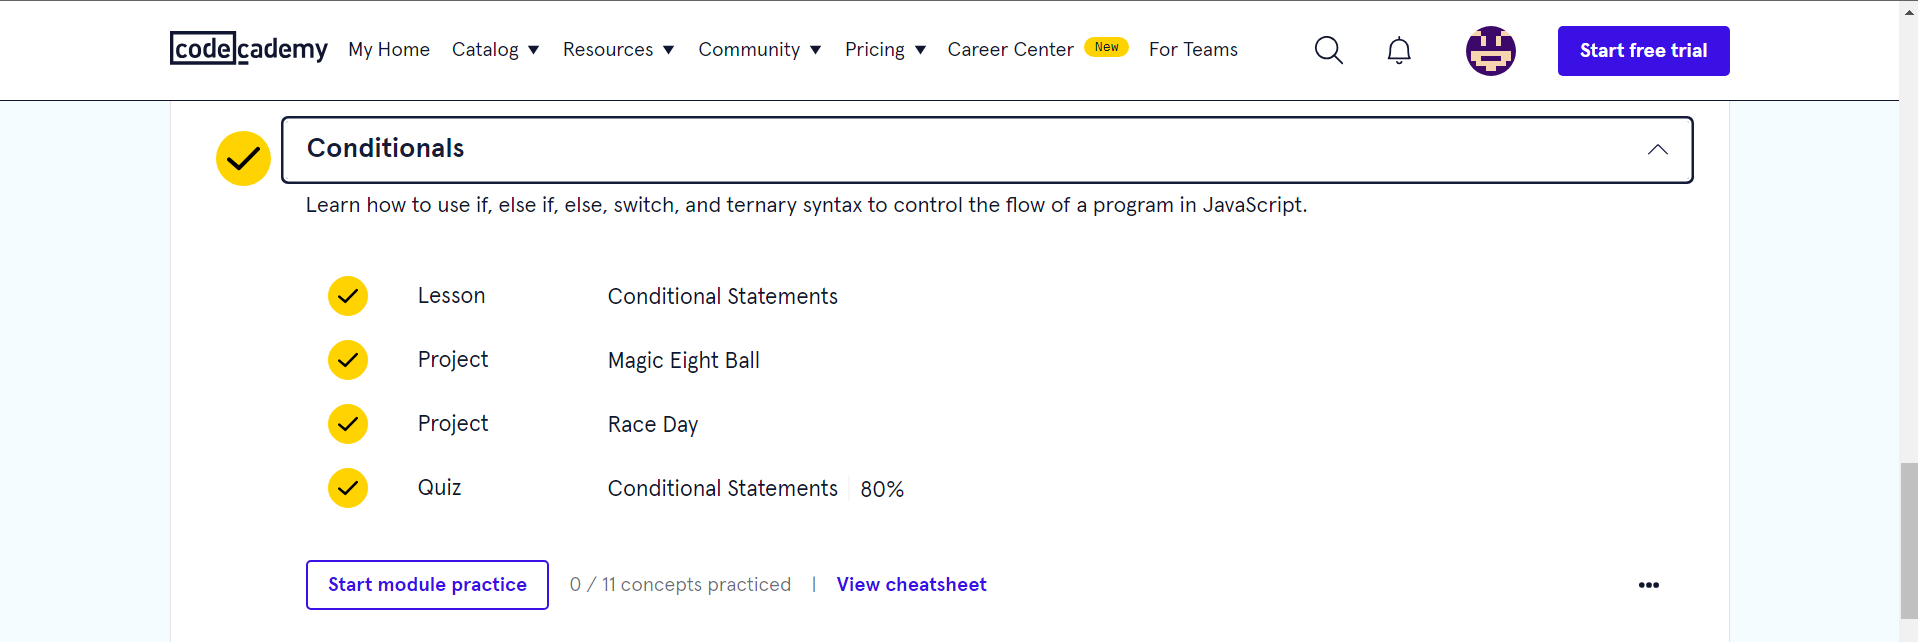 codecademy My Home Catalog Resources Community Pricing Career Center New For Teams Start free trial
Conditionals
Learn how to use if, else if, else, switch, and ternary syntax to control the flow of a program in JavaScript.
Lesson Conditional Statements
Project Magic Eight Ball
Project Race Day
Quiz Conditional Statements 80%
Start module practice 0 / 11 concepts practiced | View cheatsheet